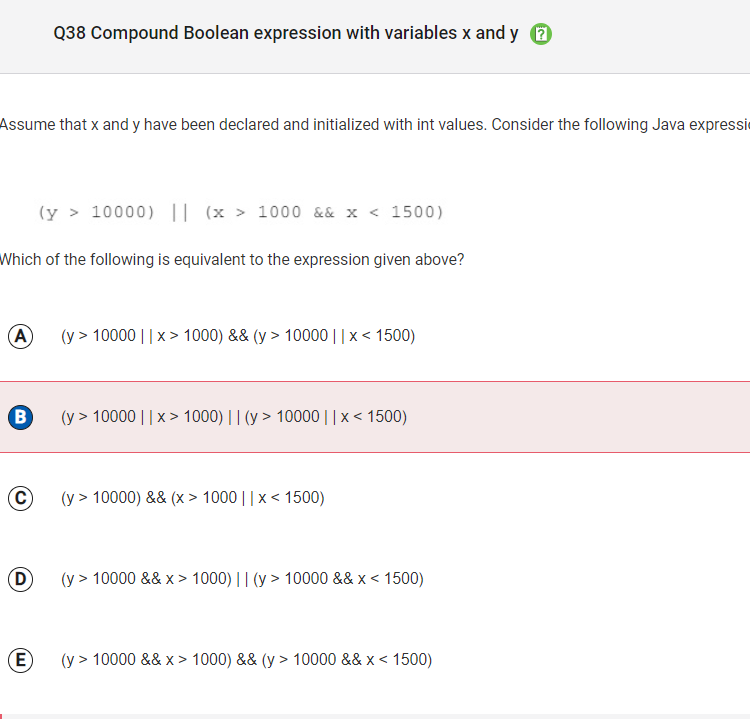 Q38 Compound Boolean expression with variables x and y
Assume that x and y have been declared and initialized with int values. Consider the following Java
(y > 10000) || (x > 1000 && x < 1500)
Which of the following is equivalent to the expression given above?
A (y > 10000 || x > 1000) && (y > 10000 || x < 1500)
B (y > 10000 || x > 1000) || (y > 10000 || x < 1500)
C (y > 10000) && (x > 1000 || x < 1500)
D (y > 10000 && x > 1000) || (y > 10000 && x < 1500)
E (y > 10000 && x > 1000) && (y > 10000 && x < 1500)